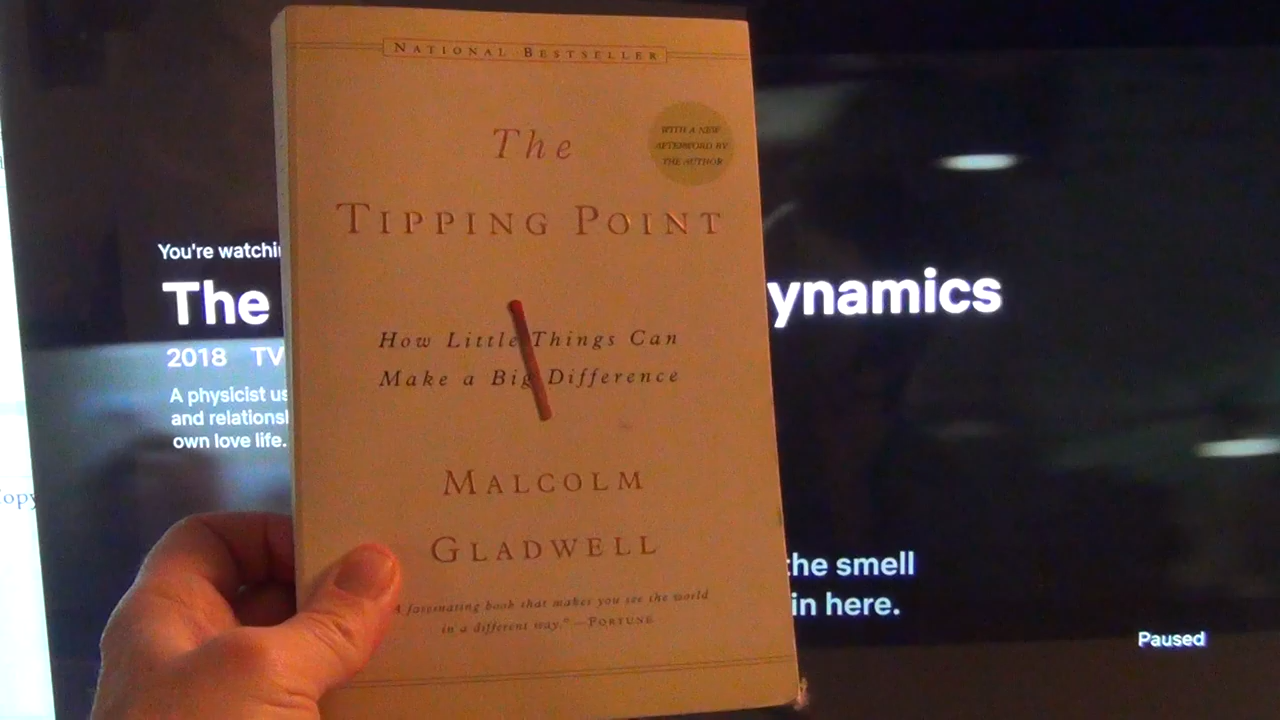 NATIONAL BESTSELLER
The
WITH A NEW
AFTERWORD BY
THE AUTHOR
TIPPING POINT
How Little Things Can
Make a Big Difference
MALCOLM
GLADWELL
A fascinating book that makes you see the world
in a different way." —FORTUNE
You're watchi
The ynamics
2018 TV
A physicist us
and relations
own love life.
the smell
in here.
Paused
opy